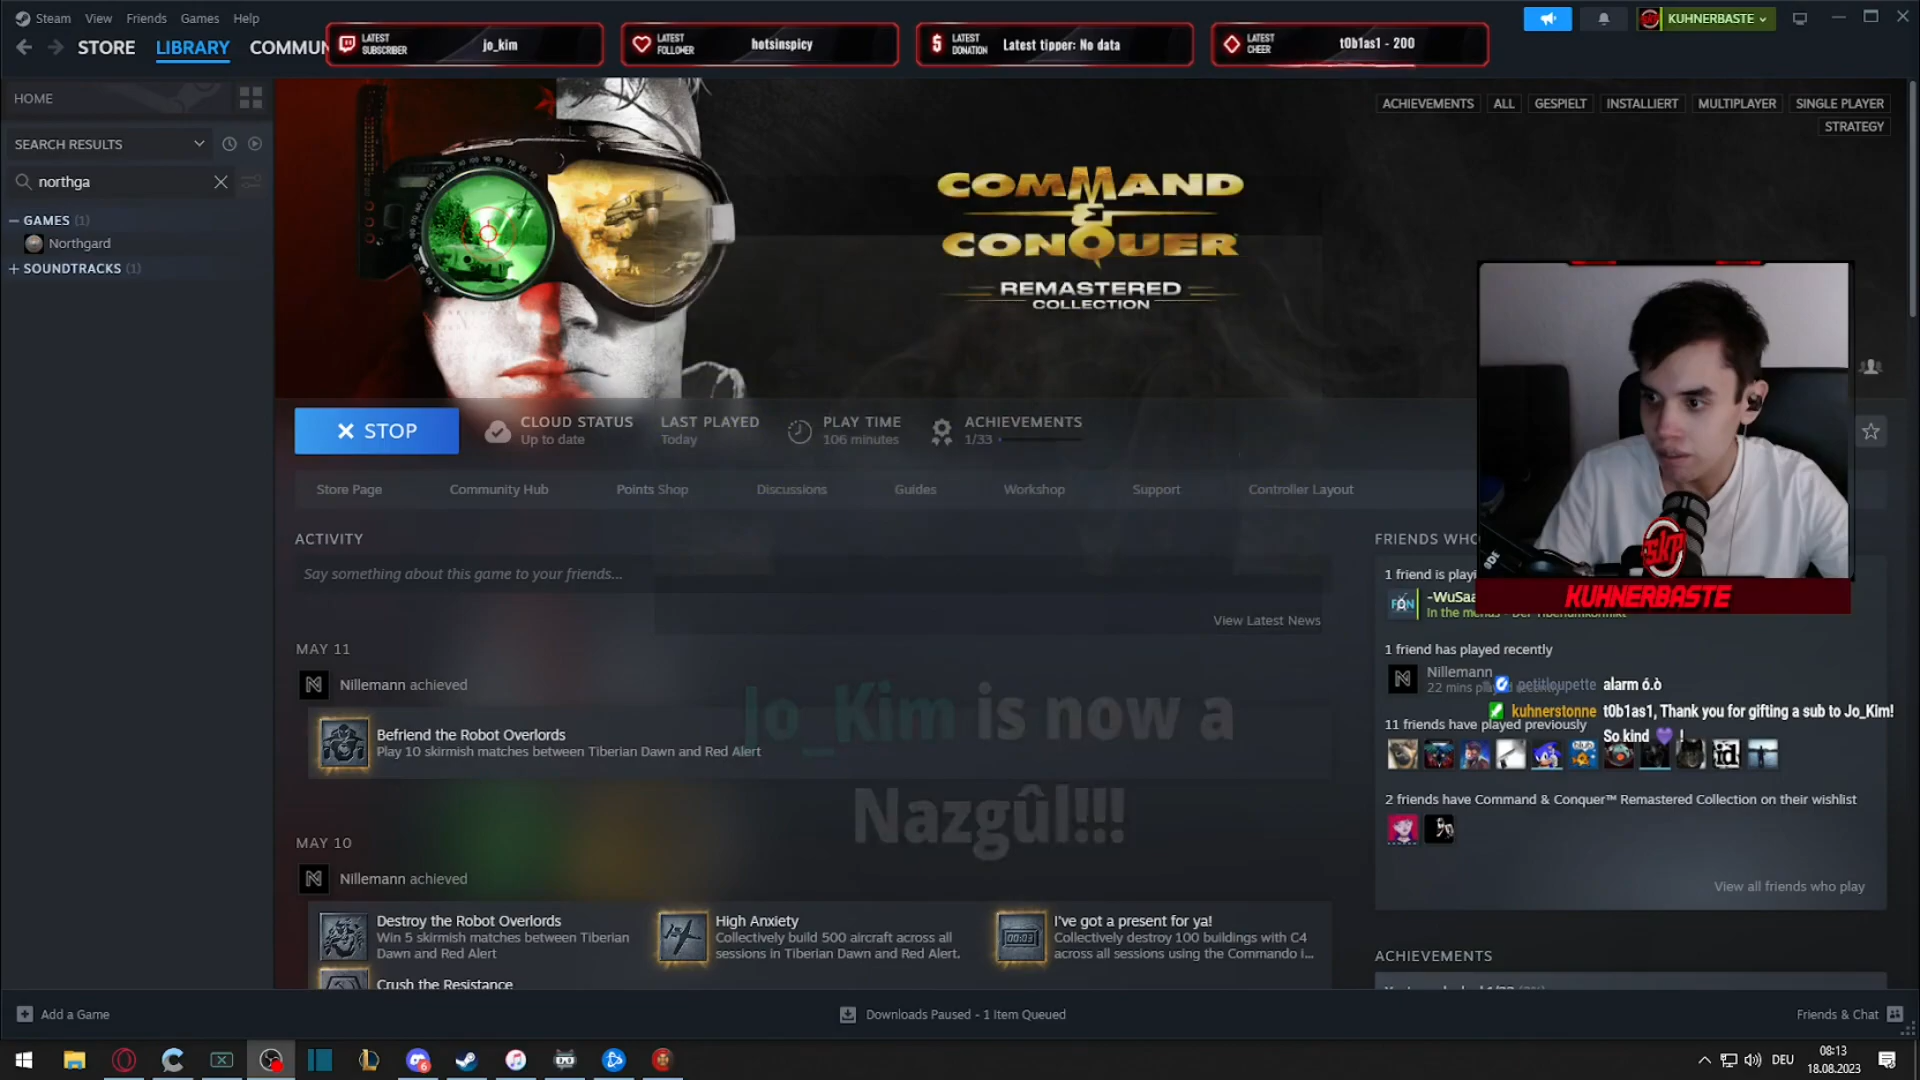 Steam View Friends Games Help
KUHNERBASTE
STORE LIBRARY COMMUN
LATEST SUBSCRIBER jo_kim
LATEST FOLLOWER hotsinspicy
LATEST DONATION Latest tipper: No data
LATEST CHEER t0b1as1 - 200
HOME
ACHIEVEMENTS ALL GESPIELT INSTALLIERT MULTIPLAYER SINGLE PLAYER
STRATEGY
SEARCH RESULTS
northga
GAMES (1)
Northgard
SOUNDTRACKS (1)
COMMAND
&
CONQUER
REMASTERED
COLLECTION
STOP
CLOUD STATUS
Up to date
LAST PLAYED
Today
PLAY TIME
106 minutes
ACHIEVEMENTS
1/33
Store Page Community Hub Points Shop Discussions Guides Workshop Support Controller Layout
skp
KUHNERBASTE
ACTIVITY
Say something about this game to your friends...
View Latest News
MAY 11
Nillemann achieved
Befriend the Robot Overlords
Play 10 skirmish matches between Tiberian Dawn and Red Alert
Jo_Kim is now a
Nazgûl!!!
MAY 10
Nillemann achieved
Destroy the Robot Overlords
Win 5 skirmish matches between Tiberian
Dawn and Red Alert
High Anxiety
Collectively build 500 aircraft across all
sessions in Tiberian Dawn and Red Alert.
00:03
I've got a present for ya!
Collectively destroy 100 buildings with C4
across all sessions using the Commando i...
Crush the Resistance
FRIENDS WHO
1 friend is playi
-WuSaa
In the menus
1 friend has played recently
Nillemann
22 mins played recently
petitloupette alarm ó.ò
kuhnerstonne t0b1as1, Thank you for gifting a sub to Jo_Kim!
So kind !
11 friends have played previously
2 friends have Command & Conquer™ Remastered Collection on their wishlist
View all friends who play
ACHIEVEMENTS
Add a Game
Downloads Paused - 1 Item Queued
Friends & Chat
6
DEU
08:13
18.08.2023